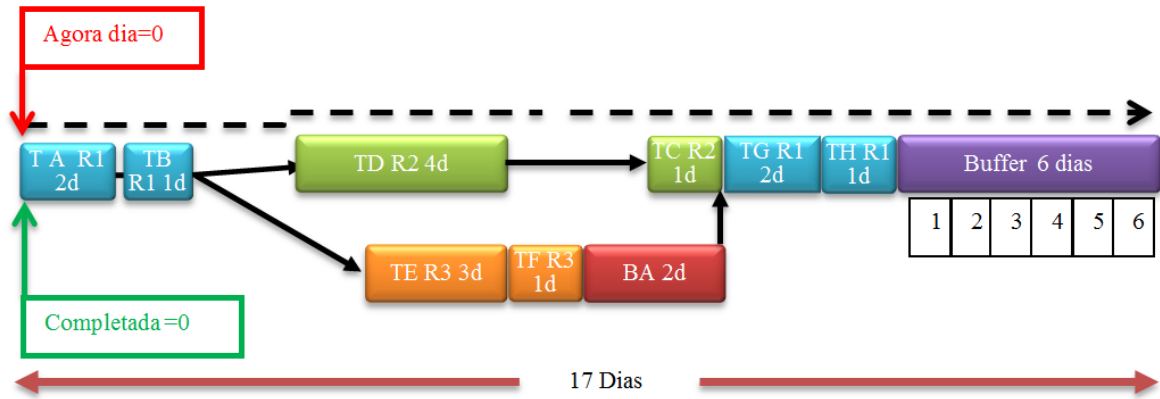 Agora dia=0
T A R1
2d
TB
R1 1d
TD R2 4d
TC R2
1d
TG R1
2d
TH R1
1d
Buffer 6 dias
1 2 3 4 5 6
TE R3 3d
TF R3
1d
BA 2d
Completada=0
17 Dias